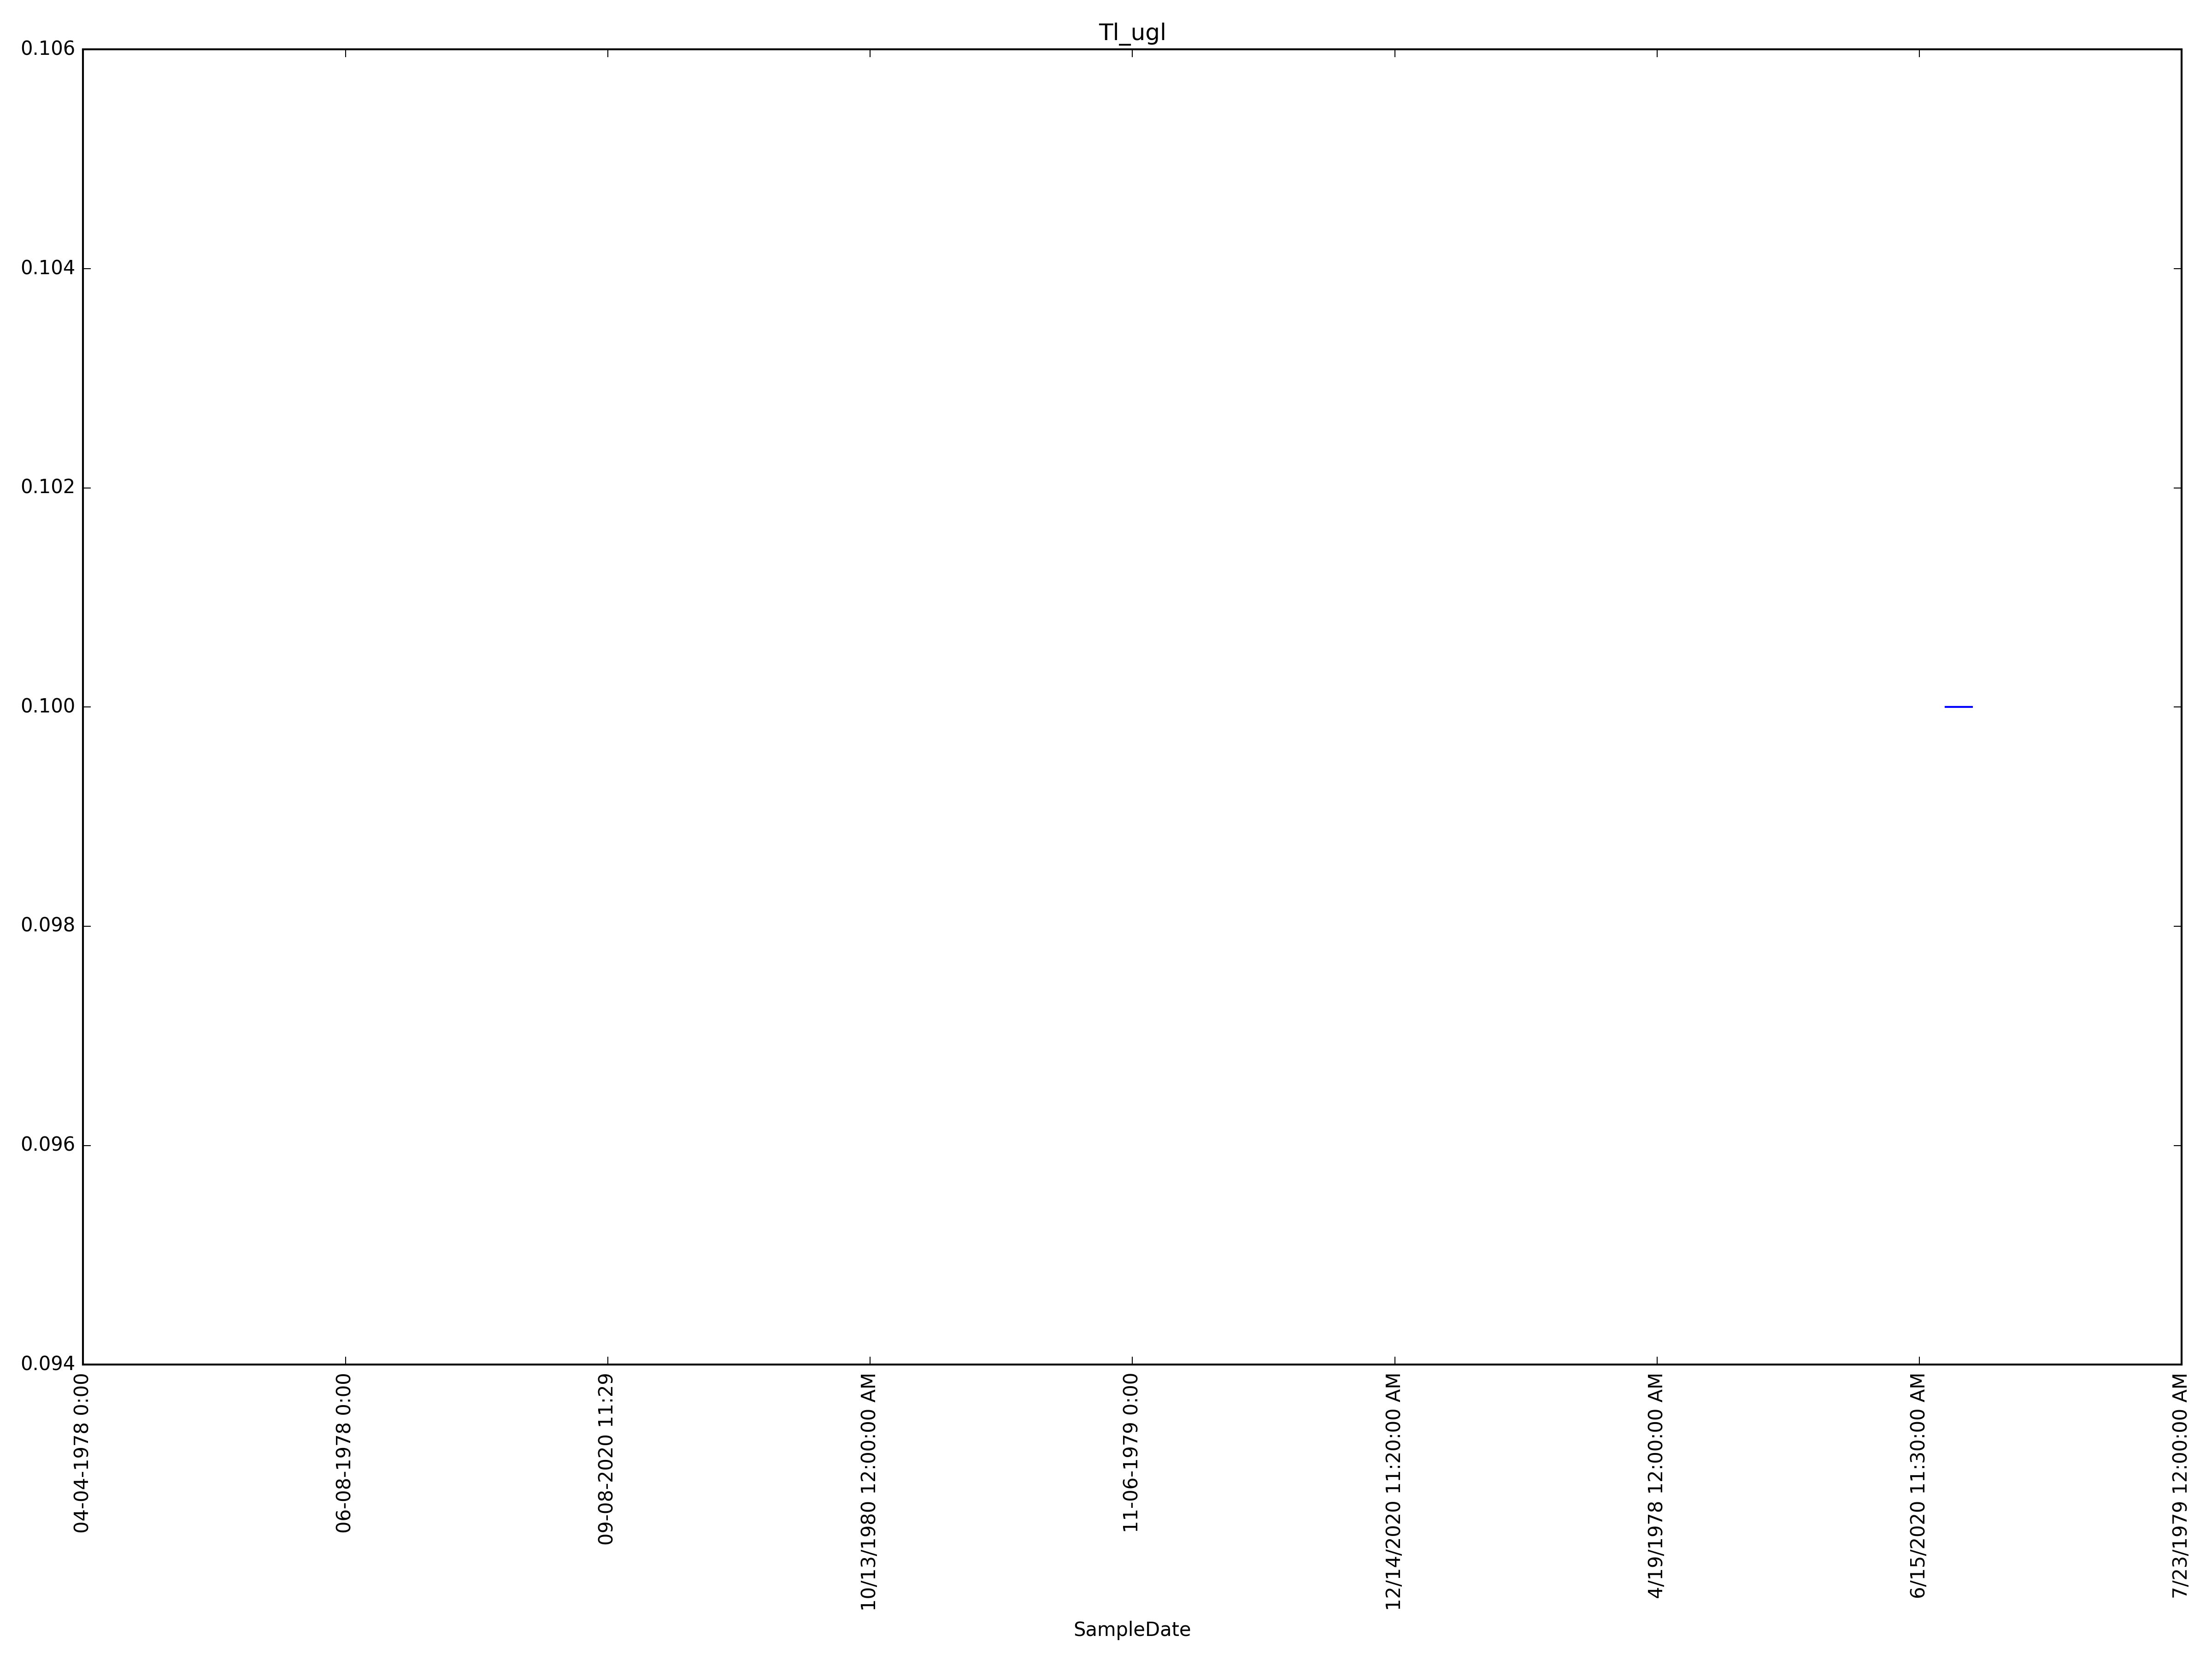 Tl_ugl
0.106
0.104
0.102
0.100
0.098
0.096
0.094
04-04-1978 0:00
06-08-1978 0:00
09-08-2020 11:29
10/13/1980 12:00:00 AM
11-06-1979 0:00
12/14/2020 11:20:00 AM
4/19/1978 12:00:00 AM
6/15/2020 11:30:00 AM
7/23/1979 12:00:00 AM
SampleDate